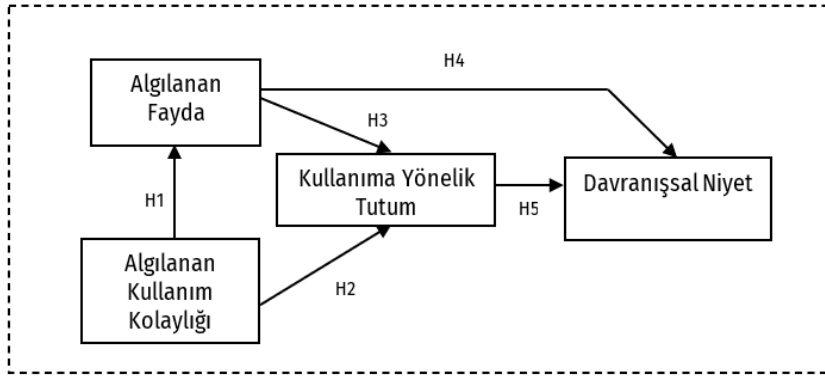 H4
Algılanan
Fayda
H3
Kullanıma Yönelik
Tutum
Davranışsal Niyet
H1
H5
Algılanan
Kullanım
Kolaylığı
H2